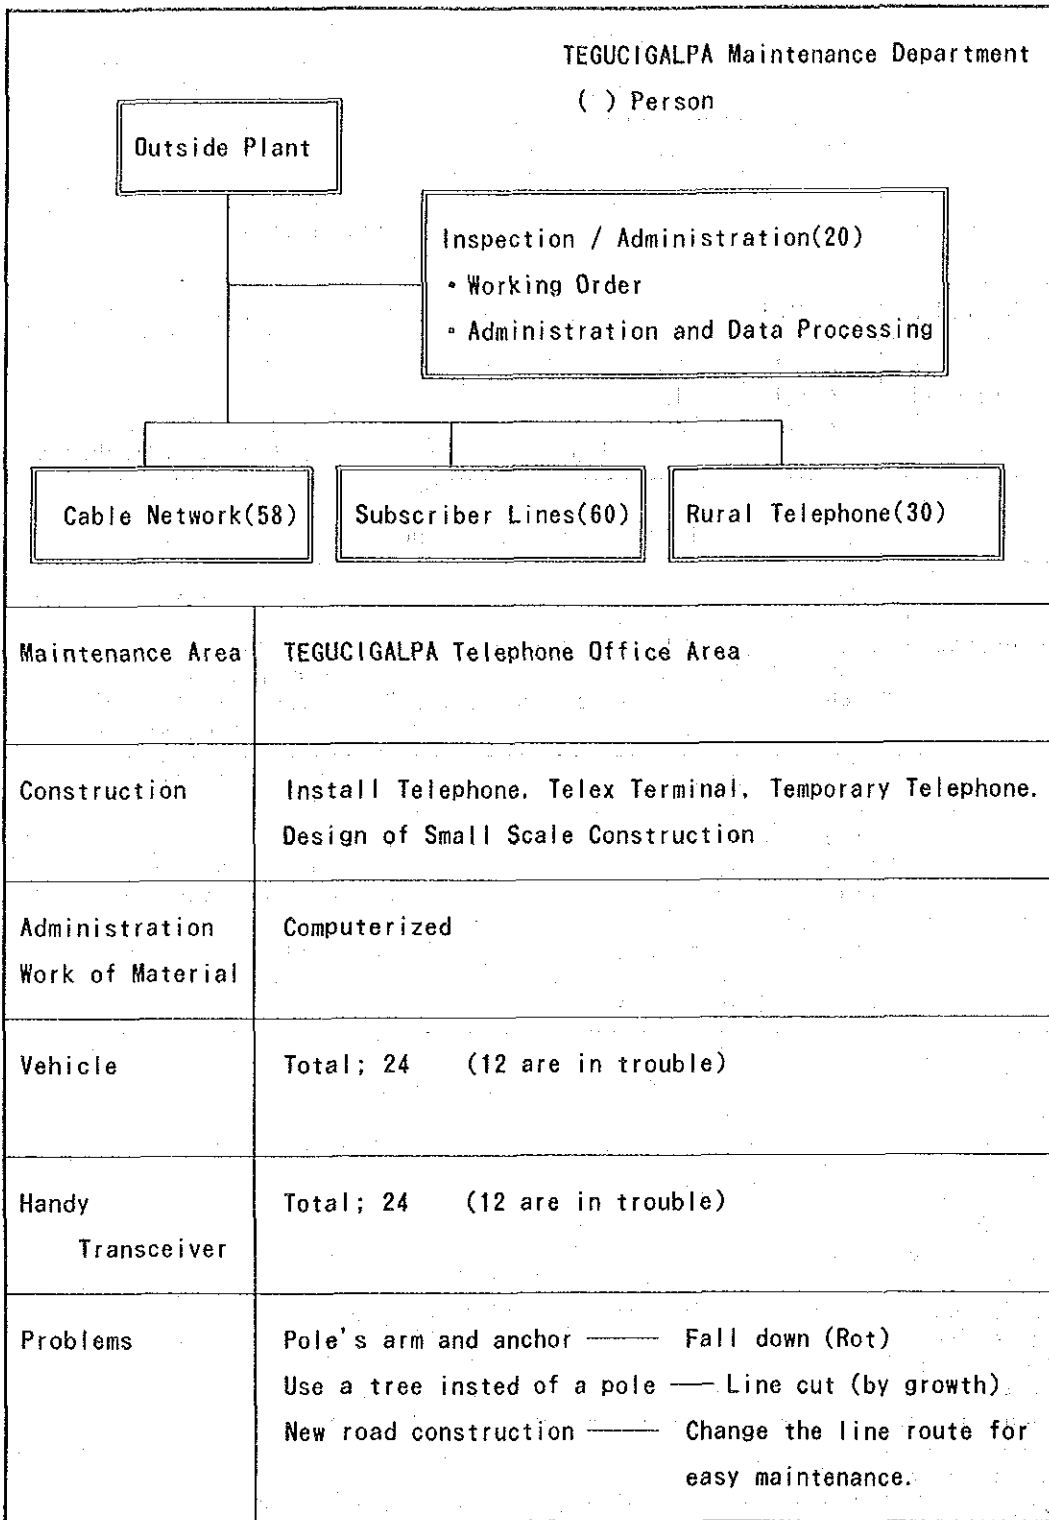 TEGUCIGALPA Maintenance Department
( ) Person
Outside Plant
Inspection / Administration(20)
• Working Order
• Administration and Data Processing
Cable Network(58)
Subscriber Lines(60)
Rural Telephone(30)
Maintenance Area
TEGUCIGALPA Telephone Office Area
Construction
Install Telephone. Telex Terminal, Temporary Telephone.
Design of Small Scale Construction
Administration
Work of Material
Computerized
Vehicle
Total; 24 (12 are in trouble)
Handy
Transceiver
Total; 24 (12 are in trouble)
Problems
Pole's arm and anchor —— Fall down (Rot)
Use a tree insted of a pole —— Line cut (by growth)
New road construction —— Change the line route for
easy maintenance.